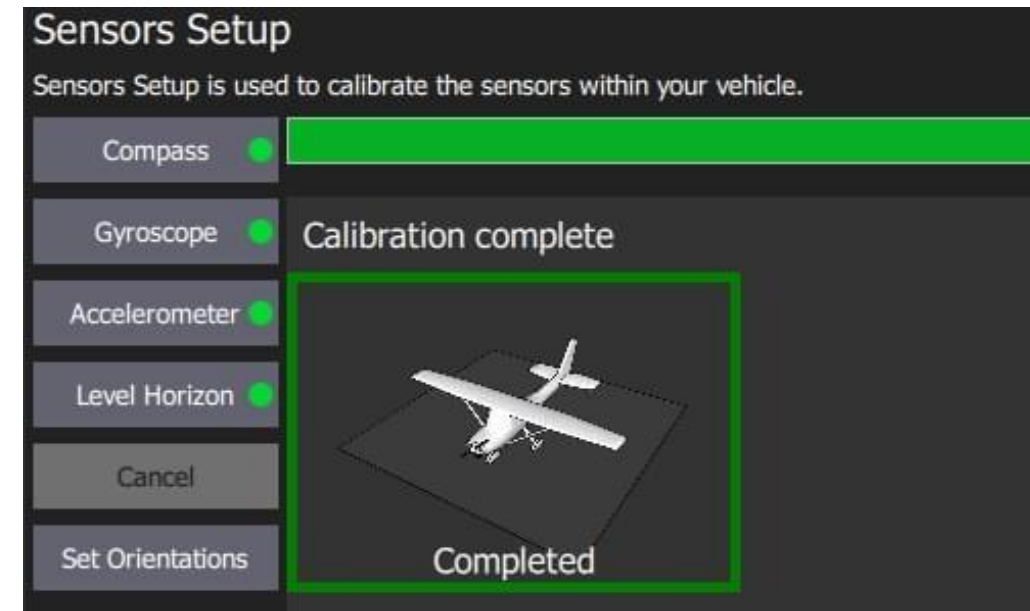 Sensors Setup
Sensors Setup is used to calibrate the sensors within your vehicle.
Compass
Gyroscope
Calibration complete
Accelerometer
Level Horizon
Cancel
Set Orientations
Completed